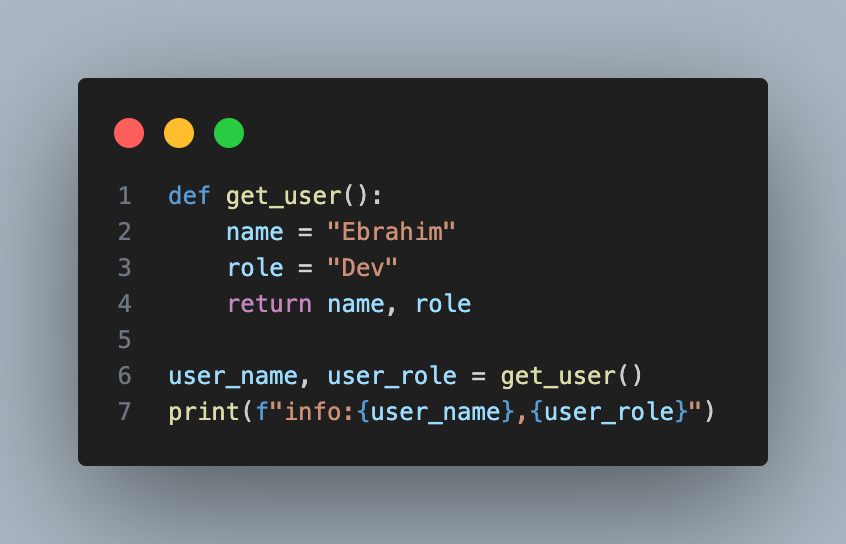 1 def get_user():
2     name = "Ebrahim"
3     role = "Dev"
4     return name, role
5
6 user_name, user_role = get_user()
7 print(f"info:{user_name},{user_role}")